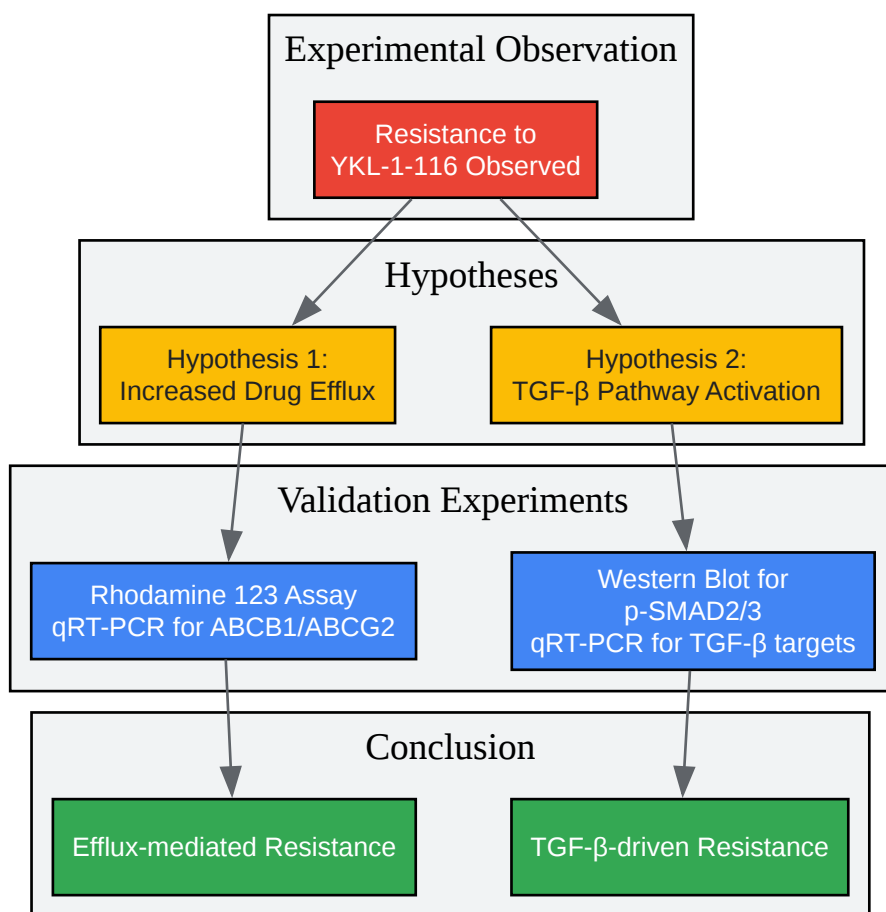 Experimental Observation
Resistance to
YKL-1-116 Observed
Hypotheses
Hypothesis 1:
Increased Drug Efflux
Hypothesis 2:
TGF-β Pathway Activation
Validation Experiments
Rhodamine 123 Assay
qRT-PCR for ABCB1/ABCG2
Western Blot for
p-SMAD2/3
qRT-PCR for TGF-β targets
Conclusion
Efflux-mediated Resistance
TGF-β-driven Resistance